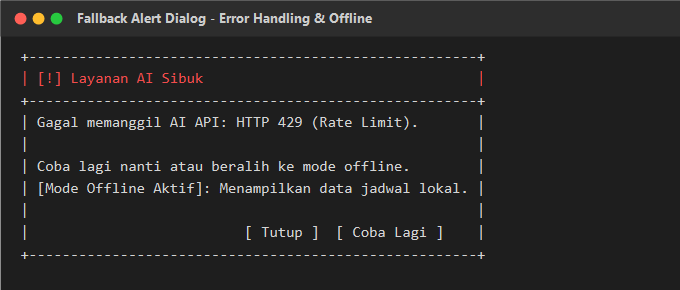 Fallback Alert Dialog - Error Handling & Offline
+------------------------------------------------------+
| [!] Layanan AI Sibuk |
+------------------------------------------------------+
| Gagal memanggil AI API: HTTP 429 (Rate Limit). |
| |
| Coba lagi nanti atau beralih ke mode offline. |
| [Mode Offline Aktif]: Menampilkan data jadwal lokal. |
| |
| [ Tutup ] [ Coba Lagi ] |
+------------------------------------------------------+